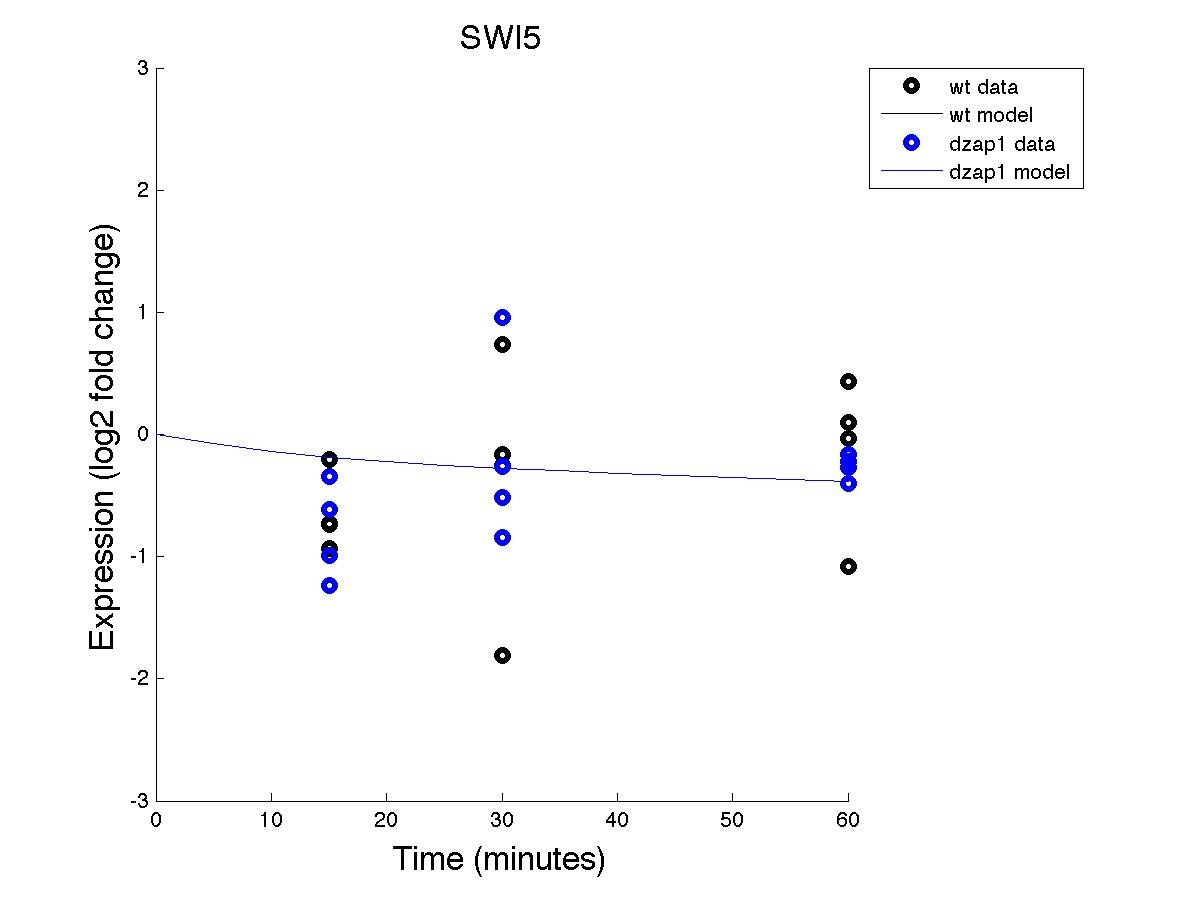 SWI5
wt data
wt model
dzap1 data
dzap1 model
Expression (log2 fold change)
3
2
1
0
-1
-2
-3
0 10 20 30 40 50 60
Time (minutes)